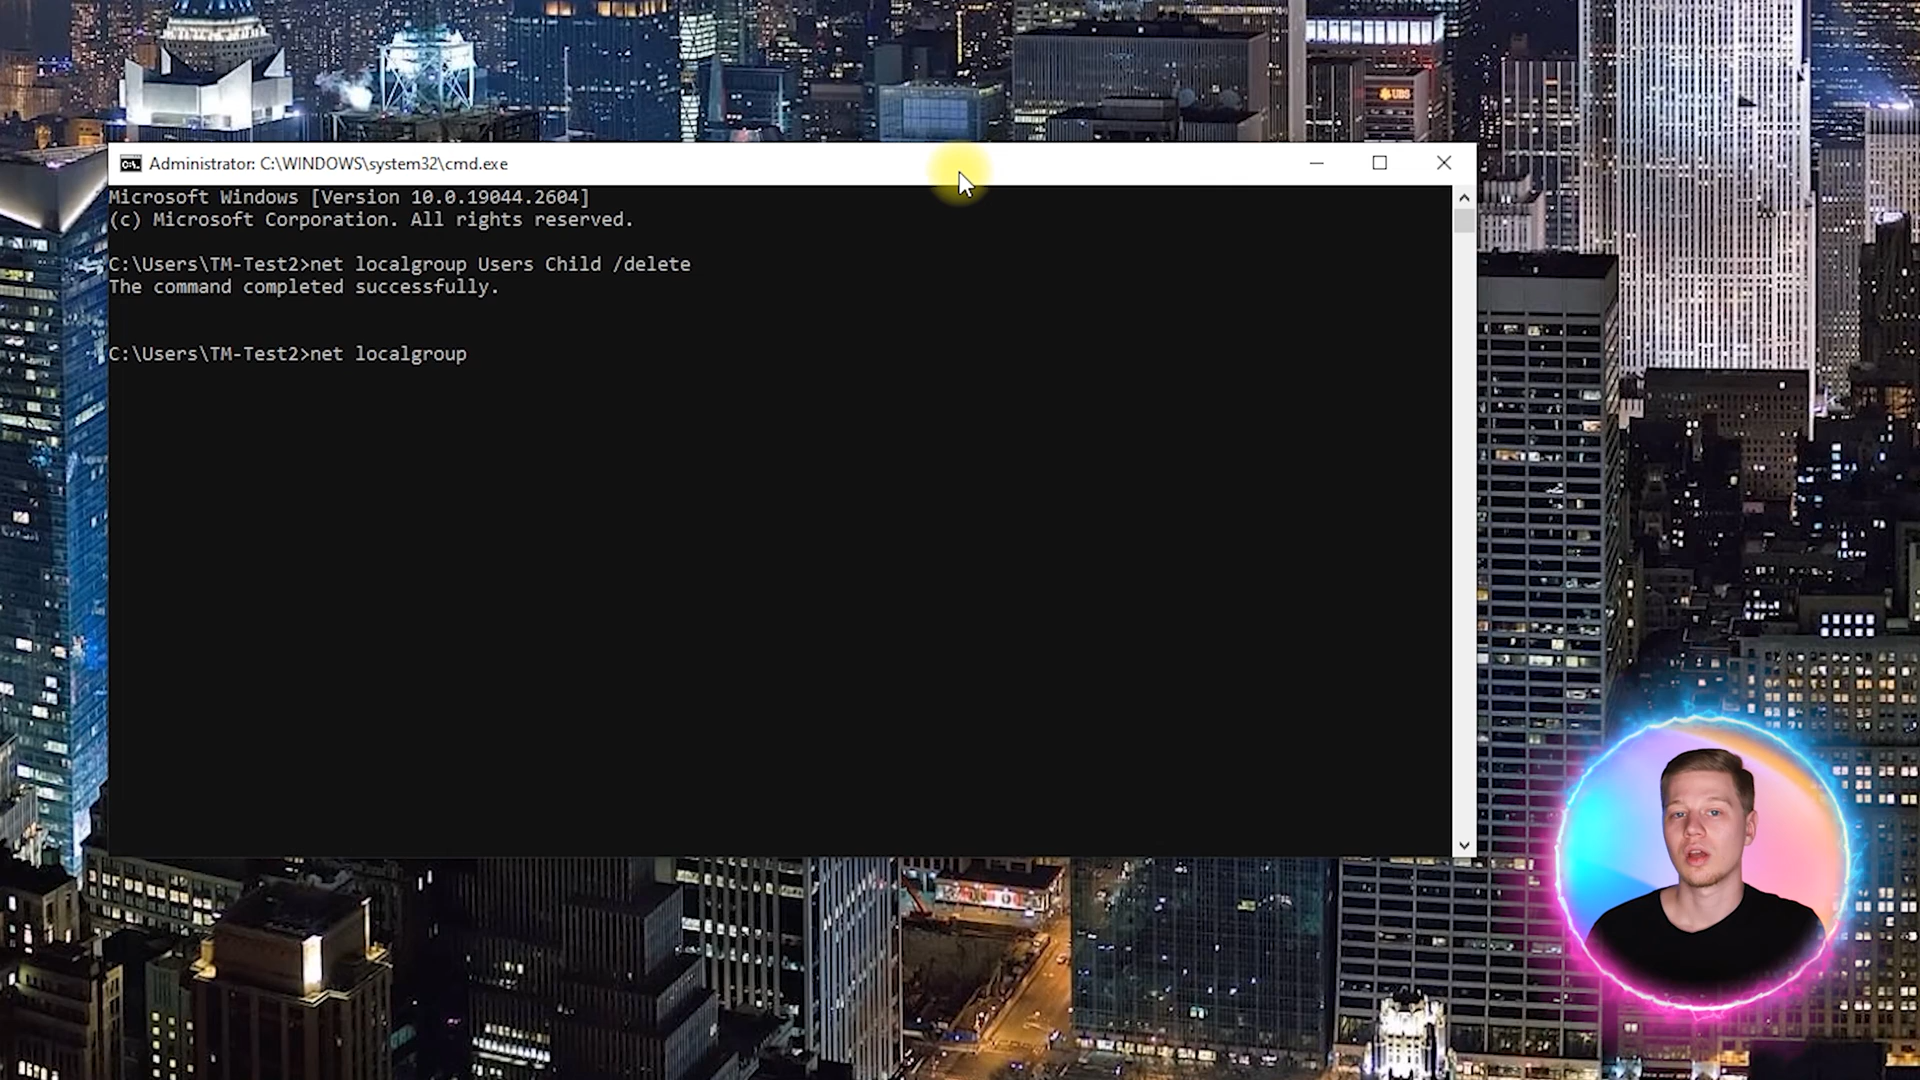 UBS
Administrator: C:\WINDOWS\system32\cmd.exe
Microsoft Windows [Version 10.0.19044.2604]
(c) Microsoft Corporation. All rights reserved.
C:\Users\TM-Test2>net localgroup Users Child /delete
The command completed successfully.
C:\Users\TM-Test2>net localgroup